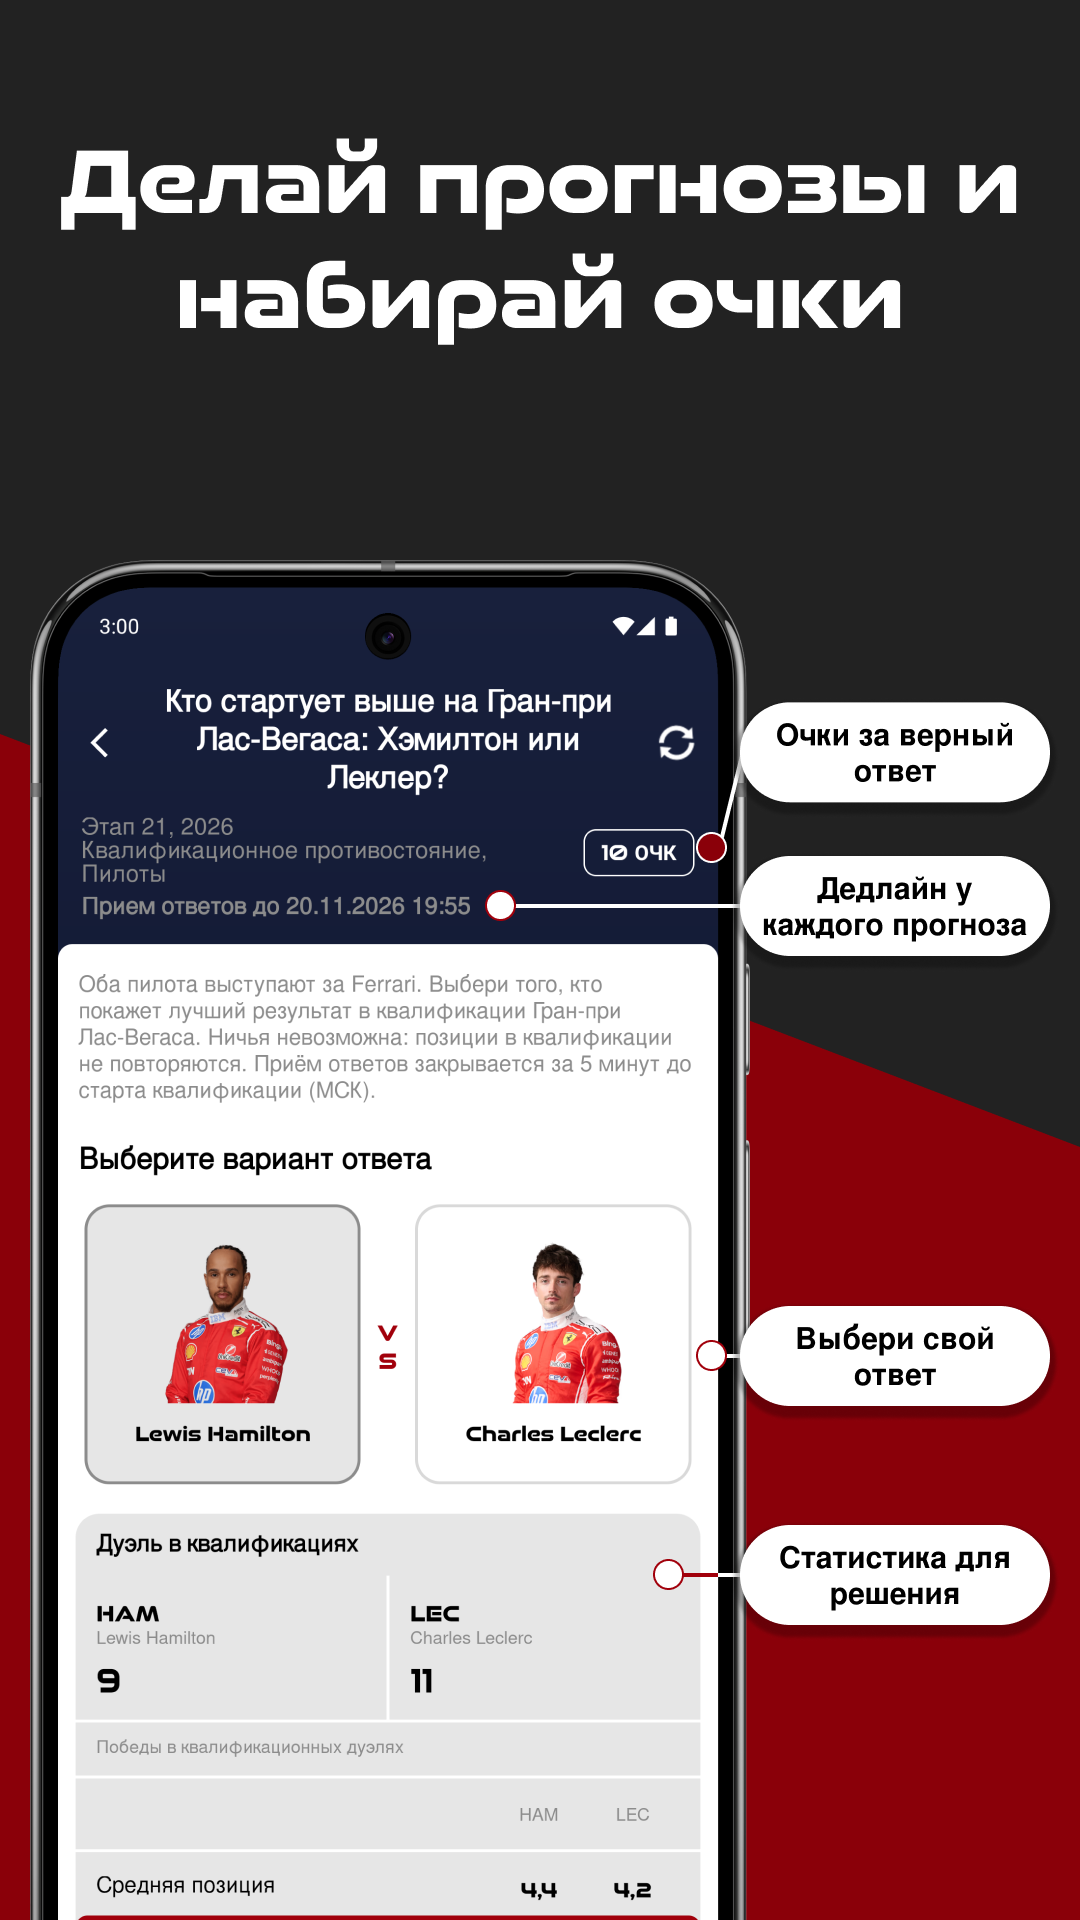 Делай прогнозы и
набирай очки
3:00
Кто стартует выше на Гран-при
Лас-Вегаса: Хэмилтон или
Леклер?
Этап 21, 2026
Квалификационное противостояние,
Пилоты
Прием ответов до 20.11.2026 19:55
10 ОЧК
Очки за верный
ответ
Дедлайн у
каждого прогноза
Оба пилота выступают за Ferrari. Выбери того, кто
покажет лучший результат в квалификации Гран-при
Лас-Вегаса. Ничья невозможна: позиции в квалификации
не повторяются. Приём ответов закрывается за 5 минут до
старта квалификации (МСК).
Выберите вариант ответа
V
S
Lewis Hamilton
Charles Leclerc
Выбери свой
ответ
Дуэль в квалификациях
Статистика для
решения
HAM
Lewis Hamilton
9
LEC
Charles Leclerc
11
Победы в квалификационных дуэлях
HAM LEC
Средняя позиция 4,4 4,2